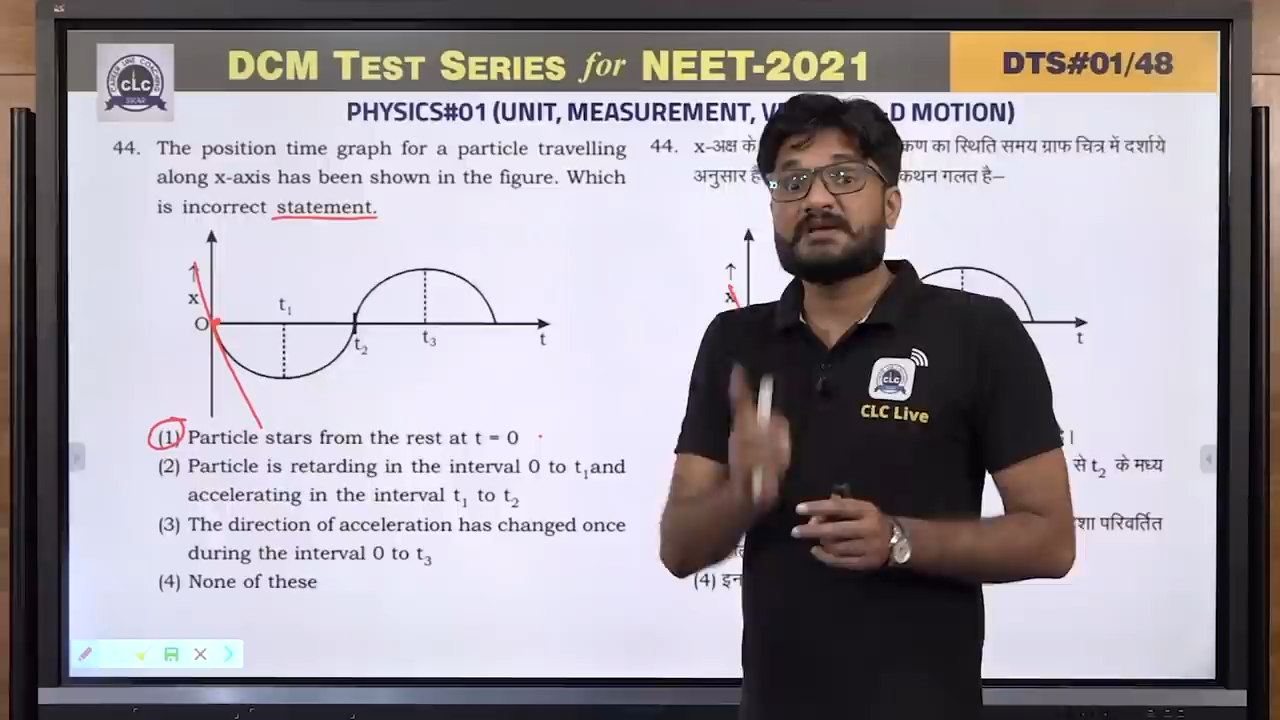 DCM TEST SERIES for NEET-2021
DTS#01/48
CLC
PHYSICS#01 (UNIT, MEASUREMENT, -D MOTION)
44. The position time graph for a particle travelling
along x-axis has been shown in the figure. Which
is incorrect statement.
x
O
t₁
t₂
t₃
t
(1) Particle stars from the rest at t = 0
(2) Particle is retarding in the interval 0 to t₁and
accelerating in the interval t₁ to t₂
(3) The direction of acceleration has changed once
during the interval 0 to t₃
(4) None of these
44. x-अक्ष के कण का स्थिति समय ग्राफ चित्र में दर्शाये
अनुसार है कथन गलत है–
x
t
से t₂ के मध्य
परिवर्तित
(4)
CLC
CLC Live